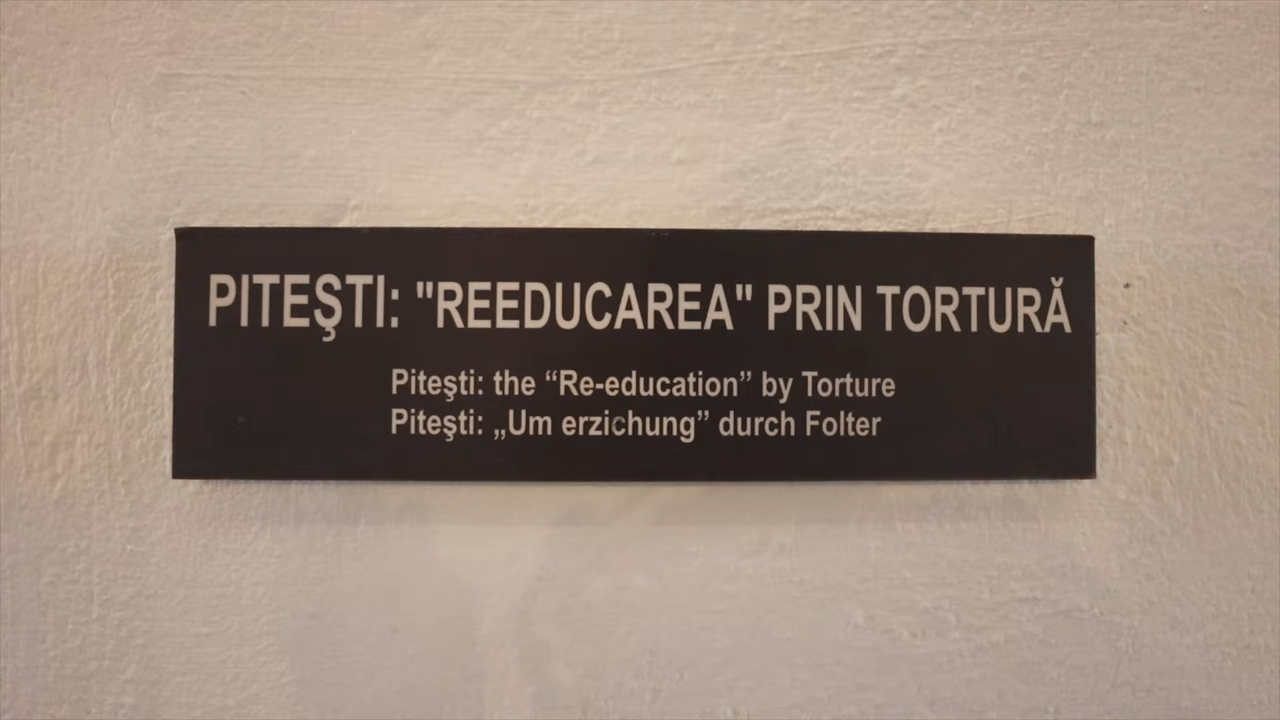 PITEŞTI: "REEDUCAREA" PRIN TORTURĂ
Piteşti: the “Re-education” by Torture
Piteşti: „Um erzichung” durch Folter